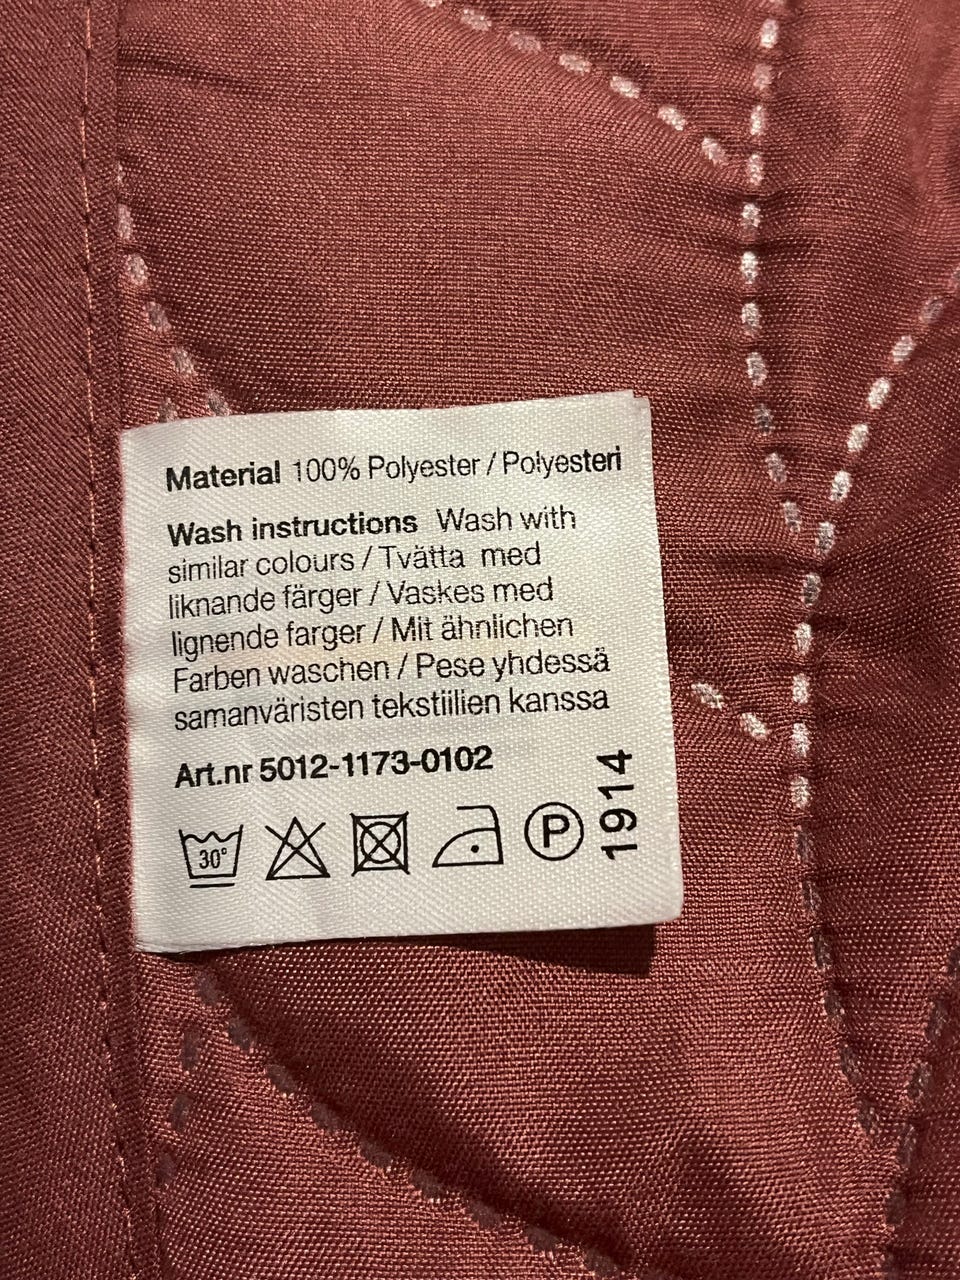 Material 100% Polyester / Polyesteri
Wash instructions Wash with
similar colours / Tvätta med
liknande färger / Vaskes med
lignende farger / Mit ähnlichen
Farben waschen / Pese yhdessä
samanväristen tekstiilien kanssa
Art.nr 5012-1173-0102
30°
P
1914